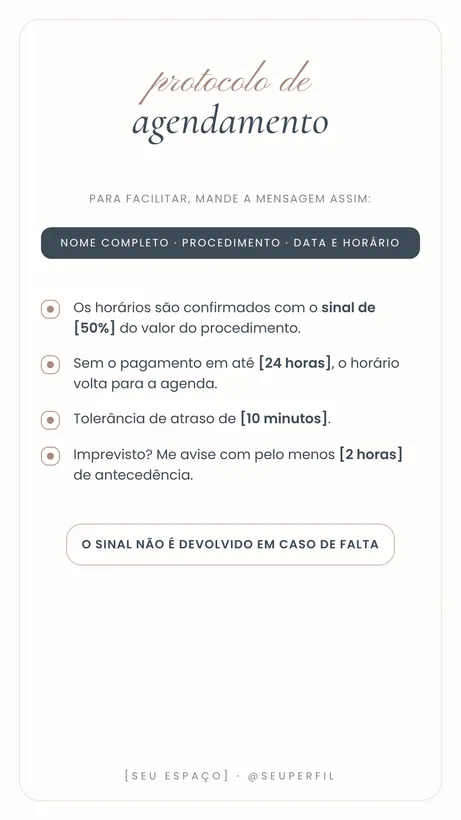 protocolo de
agendamento
PARA FACILITAR, MANDE A MENSAGEM ASSIM:
NOME COMPLETO · PROCEDIMENTO · DATA E HORÁRIO
Os horários são confirmados com o sinal de
[50%] do valor do procedimento.
Sem o pagamento em até [24 horas], o horário
volta para a agenda.
Tolerância de atraso de [10 minutos].
Imprevisto? Me avise com pelo menos [2 horas]
de antecedência.
O SINAL NÃO É DEVOLVIDO EM CASO DE FALTA
[SEU ESPAÇO] · @SEUPERFIL